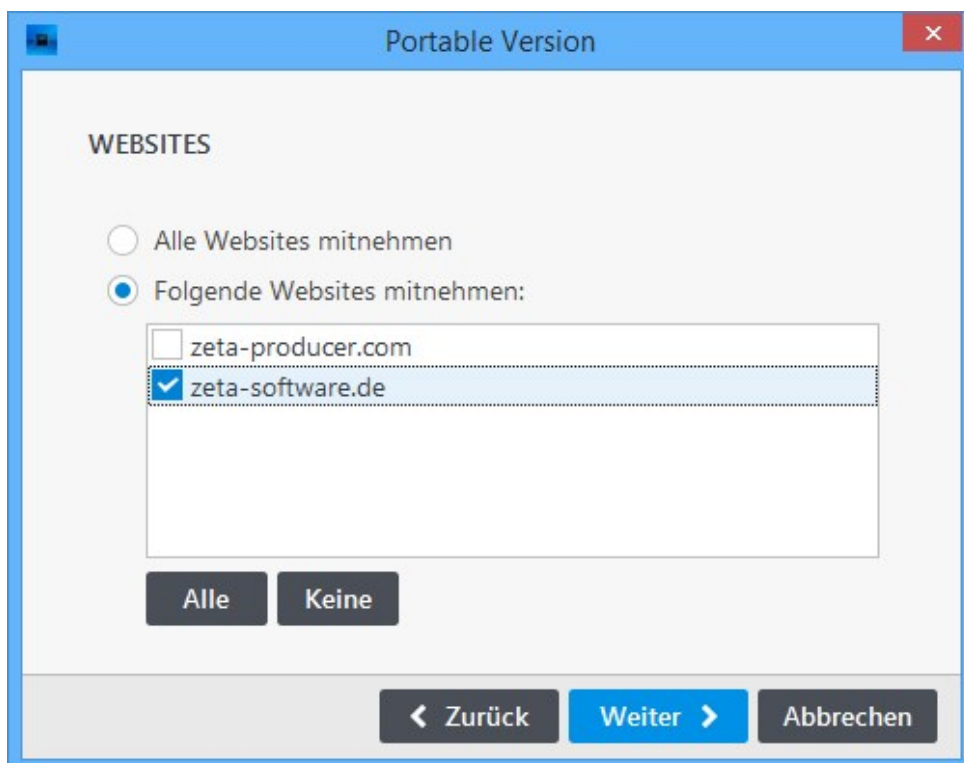 Portable Version
WEBSITES
Alle Websites mitnehmen
Folgende Websites mitnehmen:
zeta-producer.com
zeta-software.de
Alle Keine
Zurück Weiter Abbrechen